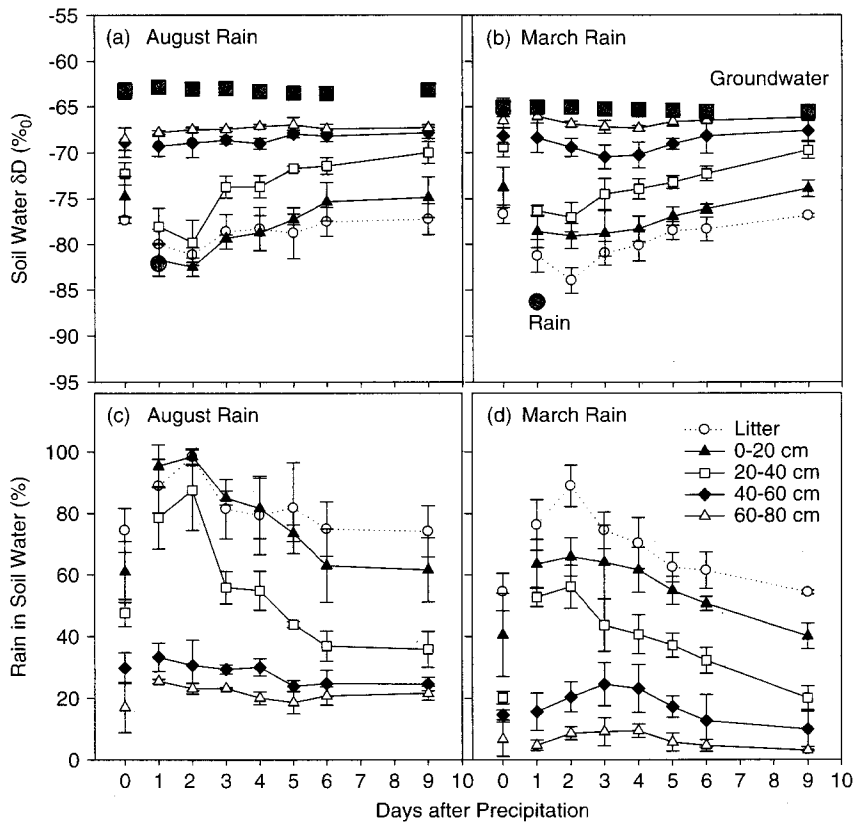 (a) August Rain
(b) March Rain
Groundwater
Rain
Soil Water δD (‰)
-55
-60
-65
-70
-75
-80
-85
-90
-95
(c) August Rain
(d) March Rain
Litter
0-20 cm
20-40 cm
40-60 cm
60-80 cm
Rain in Soil Water (%)
100
80
60
40
20
0
0 1 2 3 4 5 6 7 8 9 10
0 1 2 3 4 5 6 7 8 9 10
Days after Precipitation